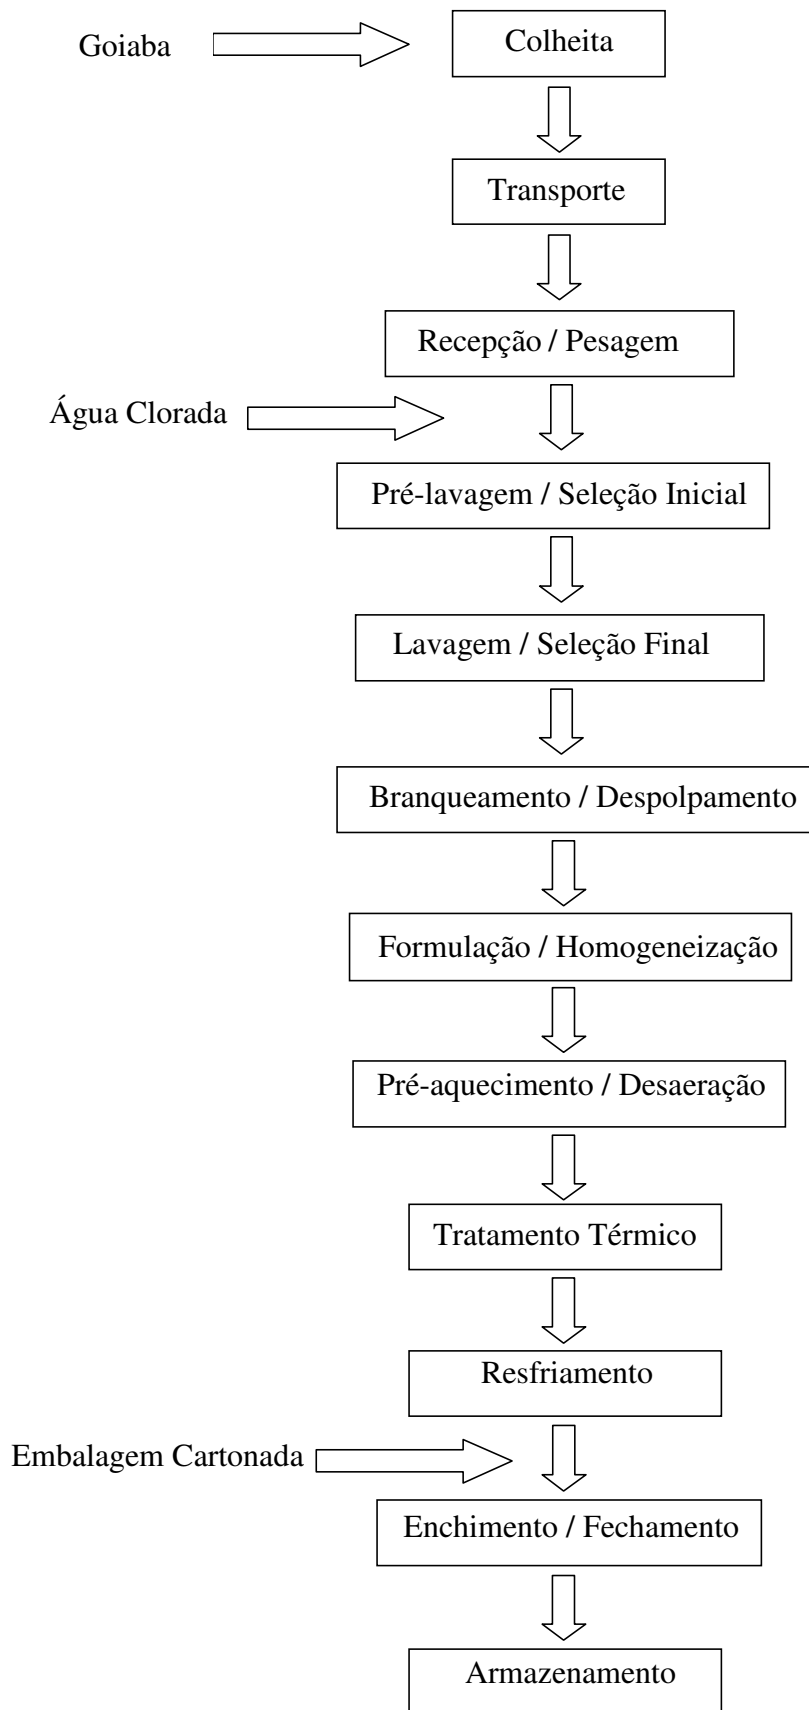 Goiaba
Colheita
Transporte
Recepção / Pesagem
Água Clorada
Pré-lavagem / Seleção Inicial
Lavagem / Seleção Final
Branqueamento / Despolpamento
Formulação / Homogeneização
Pré-aquecimento / Desaeração
Tratamento Térmico
Resfriamento
Embalagem Cartonada
Enchimento / Fechamento
Armazenamento